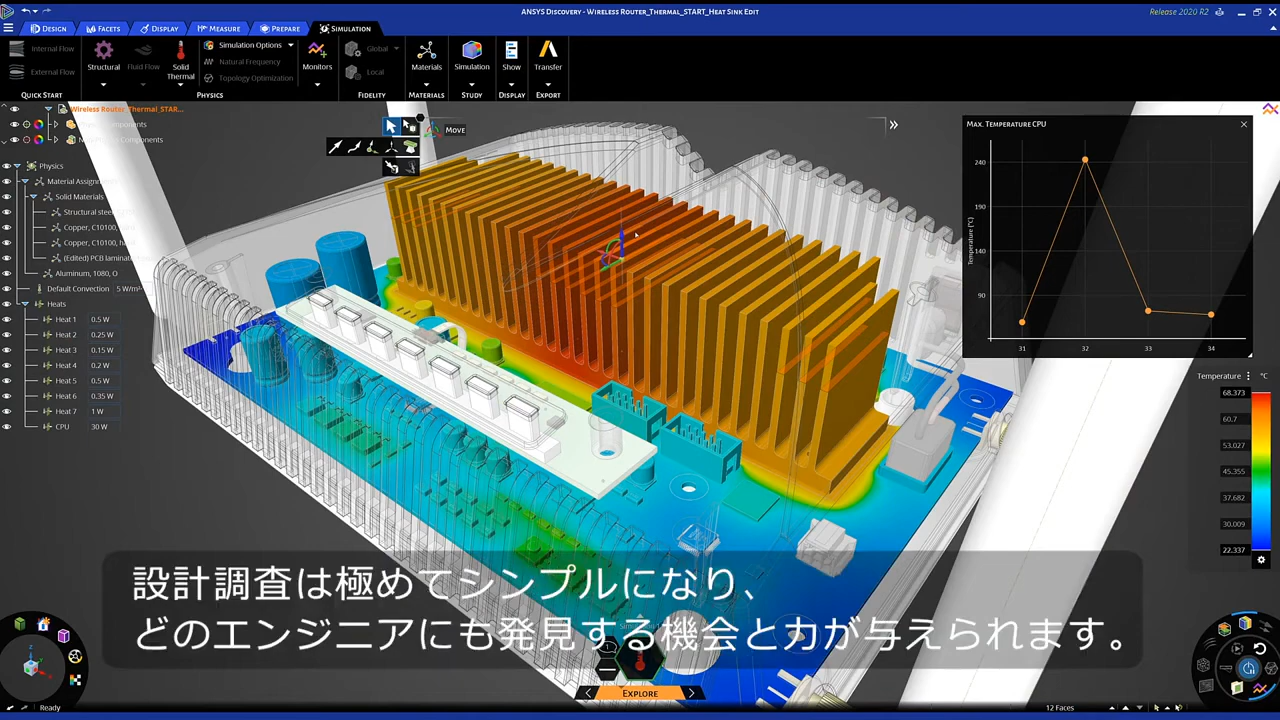 ANSYS Discovery - Wireless Router_Thermal_START_Heat Sink Edit
Release 2020 R2
Design
Facets
Display
Measure
Prepare
Simulation
Internal Flow
External Flow
Quick Start
Structural
Fluid Flow
Solid Thermal
Simulation Options
Natural Frequency
Topology Optimization
Physics
Monitors
Global
Local
Fidelity
Materials
Materials
Simulation
Study
Show
Display
Transfer
Export
Wireless Router_Thermal_STAR...
Move
Physics
Solid Materials
Structural steel
Copper, C10100,
Copper, C10100,
(Edited) PCB laminate
Aluminum, 1080, O
Default Convection 5 W/m²
Heats
Heat 1 0.5 W
Heat 2 0.25 W
Heat 3 0.15 W
Heat 4 0.2 W
Heat 5 0.5 W
Heat 6 0.35 W
Heat 7 1 W
CPU 30 W
Max. Temperature CPU
Temperature (°C)
240
190
140
90
31 32 33 34
Temperature °C
68.373
60.7
53.027
45.355
37.682
30.009
22.337
設計調査は極めてシンプルになり、
どのエンジニアにも発見する機会と力が与えられます。
Explore
Ready
12 Faces